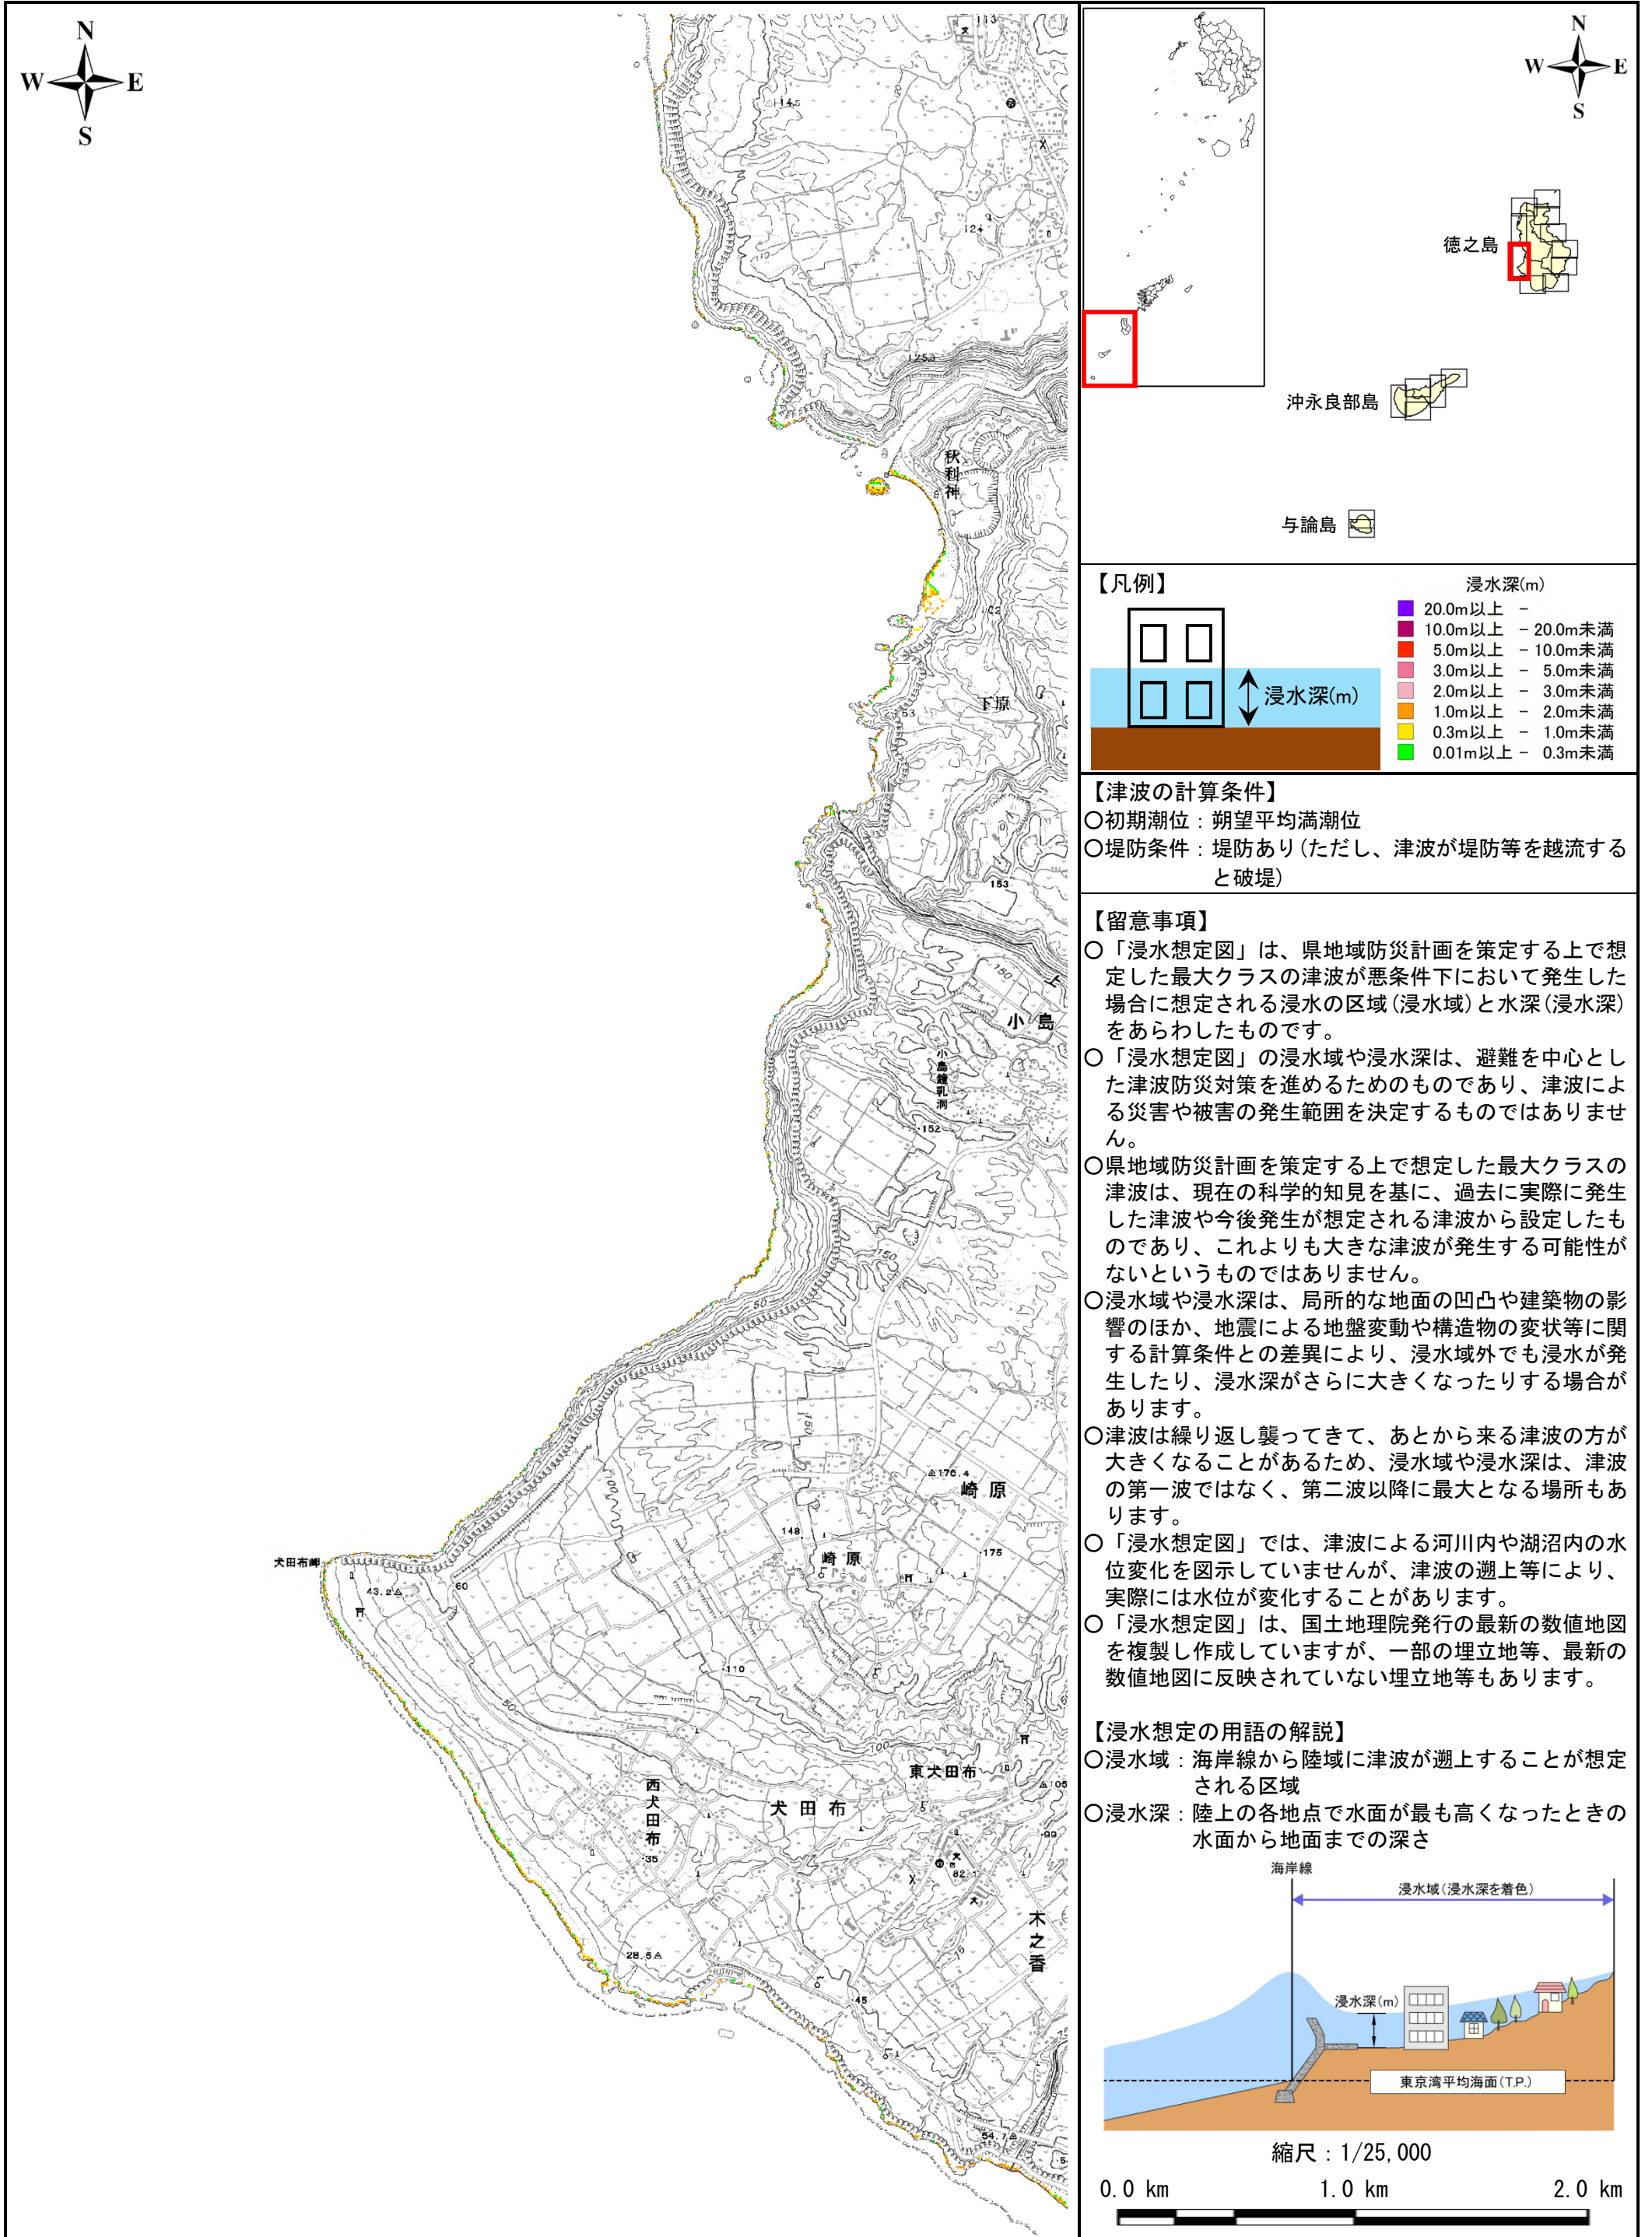 N
W E
S
113
114.5
124
125.3
秋利神
8
102
下原
63
153
150
上
小島
小島鐘乳洞
152
150
50
150
100
176.4
崎原
148
崎原
175
犬田布岬
43.2
60
110
50
100
東犬田布
西犬田布
犬田布
35
99
82.1
木之香
28.5
75
45
54.7
N
W E
S
徳之島
沖永良部島
与論島
【凡例】
浸水深(m)
20.0m以上 -
10.0m以上 - 20.0m未満
5.0m以上 - 10.0m未満
3.0m以上 - 5.0m未満
2.0m以上 - 3.0m未満
1.0m以上 - 2.0m未満
0.3m以上 - 1.0m未満
0.01m以上 - 0.3m未満
浸水深(m)
【津波の計算条件】
○初期潮位：朔望平均満潮位
○堤防条件：堤防あり(ただし、津波が堤防等を越流する
と破堤)
【留意事項】
○「浸水想定図」は、県地域防災計画を策定する上で想
定した最大クラスの津波が悪条件下において発生した
場合に想定される浸水の区域(浸水域)と水深(浸水深)
をあらわしたものです。
○「浸水想定図」の浸水域や浸水深は、避難を中心とし
た津波防災対策を進めるためのものであり、津波によ
る災害や被害の発生範囲を決定するものではありませ
ん。
○県地域防災計画を策定する上で想定した最大クラスの
津波は、現在の科学的知見を基に、過去に実際に発生
した津波や今後発生が想定される津波から設定したも
のであり、これよりも大きな津波が発生する可能性が
ないというものではありません。
○浸水域や浸水深は、局所的な地面の凹凸や建築物の影
響のほか、地震による地盤変動や構造物の変状等に関
する計算条件との差異により、浸水域外でも浸水が発
生したり、浸水深がさらに大きくなったりする場合が
あります。
○津波は繰り返し襲ってきて、あとから来る津波の方が
大きくなることがあるため、浸水域や浸水深は、津波
の第一波ではなく、第二波以降に最大となる場所もあ
ります。
○「浸水想定図」では、津波による河川内や湖沼内の水
位変化を図示していませんが、津波の遡上等により、
実際には水位が変化することがあります。
○「浸水想定図」は、国土地理院発行の最新の数値地図
を複製し作成していますが、一部の埋立地等、最新の
数値地図に反映されていない埋立地等もあります。
【浸水想定の用語の解説】
○浸水域：海岸線から陸域に津波が遡上することが想定
される区域
○浸水深：陸上の各地点で水面が最も高くなったときの
水面から地面までの深さ
海岸線
浸水域(浸水深を着色)
浸水深(m)
東京湾平均海面(T.P.)
縮尺：1/25,000
0.0 km 1.0 km 2.0 km